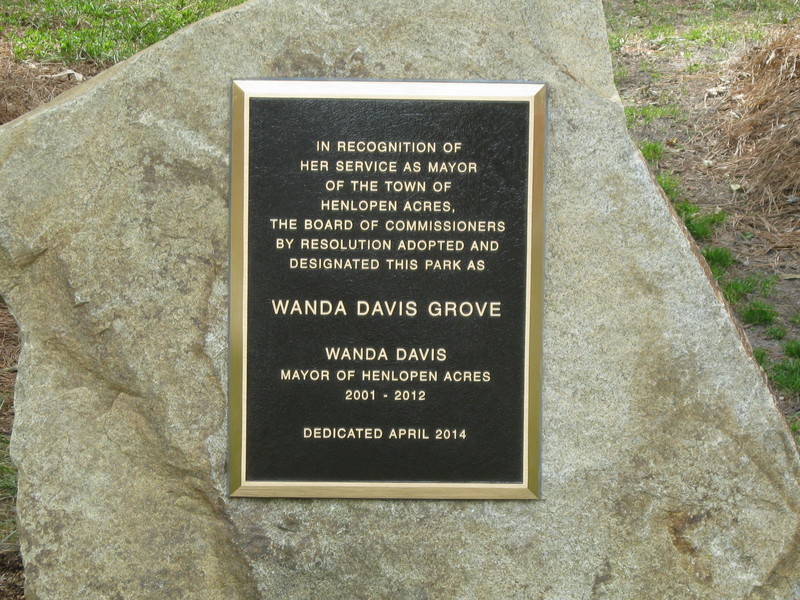 IN RECOGNITION OF
HER SERVICE AS MAYOR
OF THE TOWN OF
HENLOPEN ACRES,
THE BOARD OF COMMISSIONERS
BY RESOLUTION ADOPTED AND
DESIGNATED THIS PARK AS
WANDA DAVIS GROVE
WANDA DAVIS
MAYOR OF HENLOPEN ACRES
2001 - 2012
DEDICATED APRIL 2014